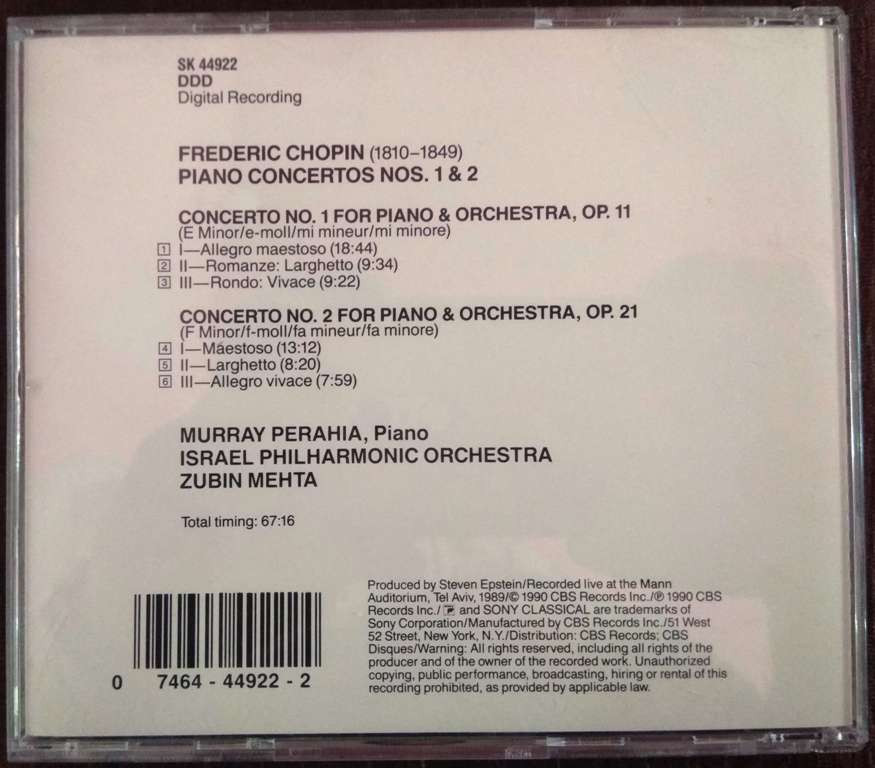 SK 44922
DDD
Digital Recording
FREDERIC CHOPIN (1810–1849)
PIANO CONCERTOS NOS. 1 & 2
CONCERTO NO. 1 FOR PIANO & ORCHESTRA, OP. 11
(E Minor/e-moll/mi mineur/mi minore)
1 I—Allegro maestoso (18:44)
2 II—Romanze: Larghetto (9:34)
3 III—Rondo: Vivace (9:22)
CONCERTO NO. 2 FOR PIANO & ORCHESTRA, OP. 21
(F Minor/f-moll/fa mineur/fa minore)
4 I—Maestoso (13:12)
5 II—Larghetto (8:20)
6 III—Allegro vivace (7:59)
MURRAY PERAHIA, Piano
ISRAEL PHILHARMONIC ORCHESTRA
ZUBIN MEHTA
Total timing: 67:16
Produced by Steven Epstein/Recorded live at the Mann
Auditorium, Tel Aviv, 1989/© 1990 CBS Records Inc./℗ 1990 CBS
Records Inc./ and SONY CLASSICAL are trademarks of
Sony Corporation/Manufactured by CBS Records Inc./51 West
52 Street, New York, N.Y./Distribution: CBS Records; CBS
Disques/Warning: All rights reserved, including all rights of the
producer and of the owner of the recorded work. Unauthorized
copying, public performance, broadcasting, hiring or rental of this
recording prohibited, as provided by applicable law.
0 7464 - 44922 - 2